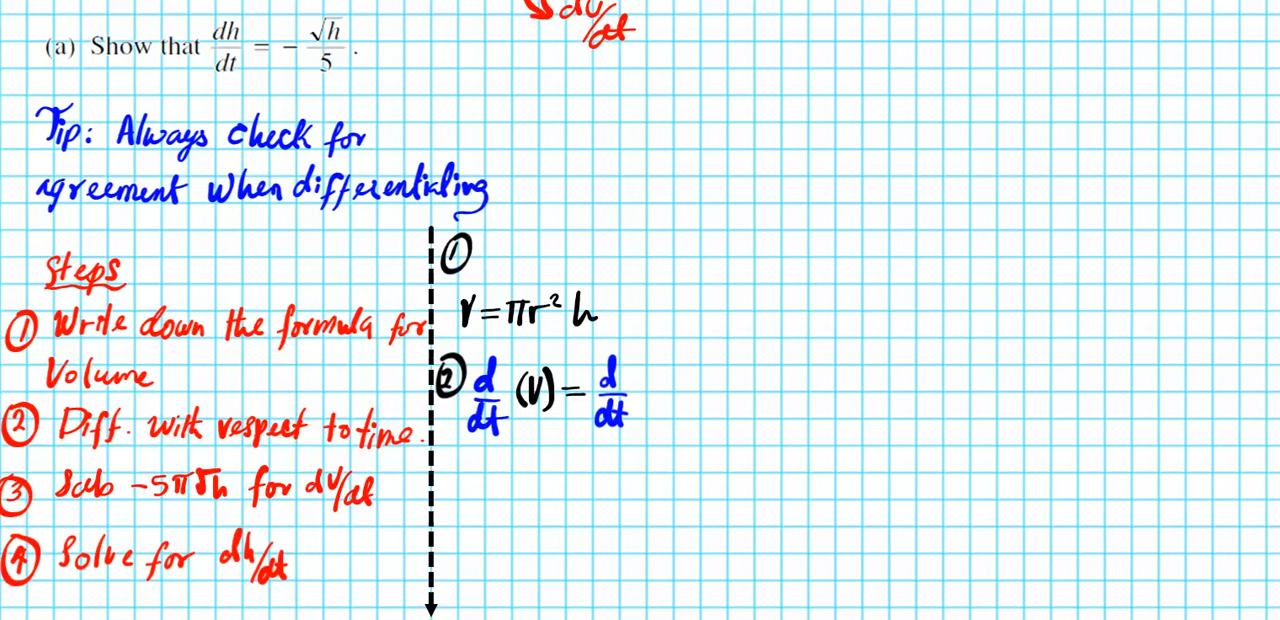 dV/dt
(a) Show that dh/dt = − √h/5 .
Tip: Always check for
agreement when differentiating
Steps
① Write down the formula for
Volume
② Diff. with respect to time.
③ Sub −5π√h for dV/dt
④ Solve for dh/dt
①
V = πr² h
② d/dt (V) = d/dt